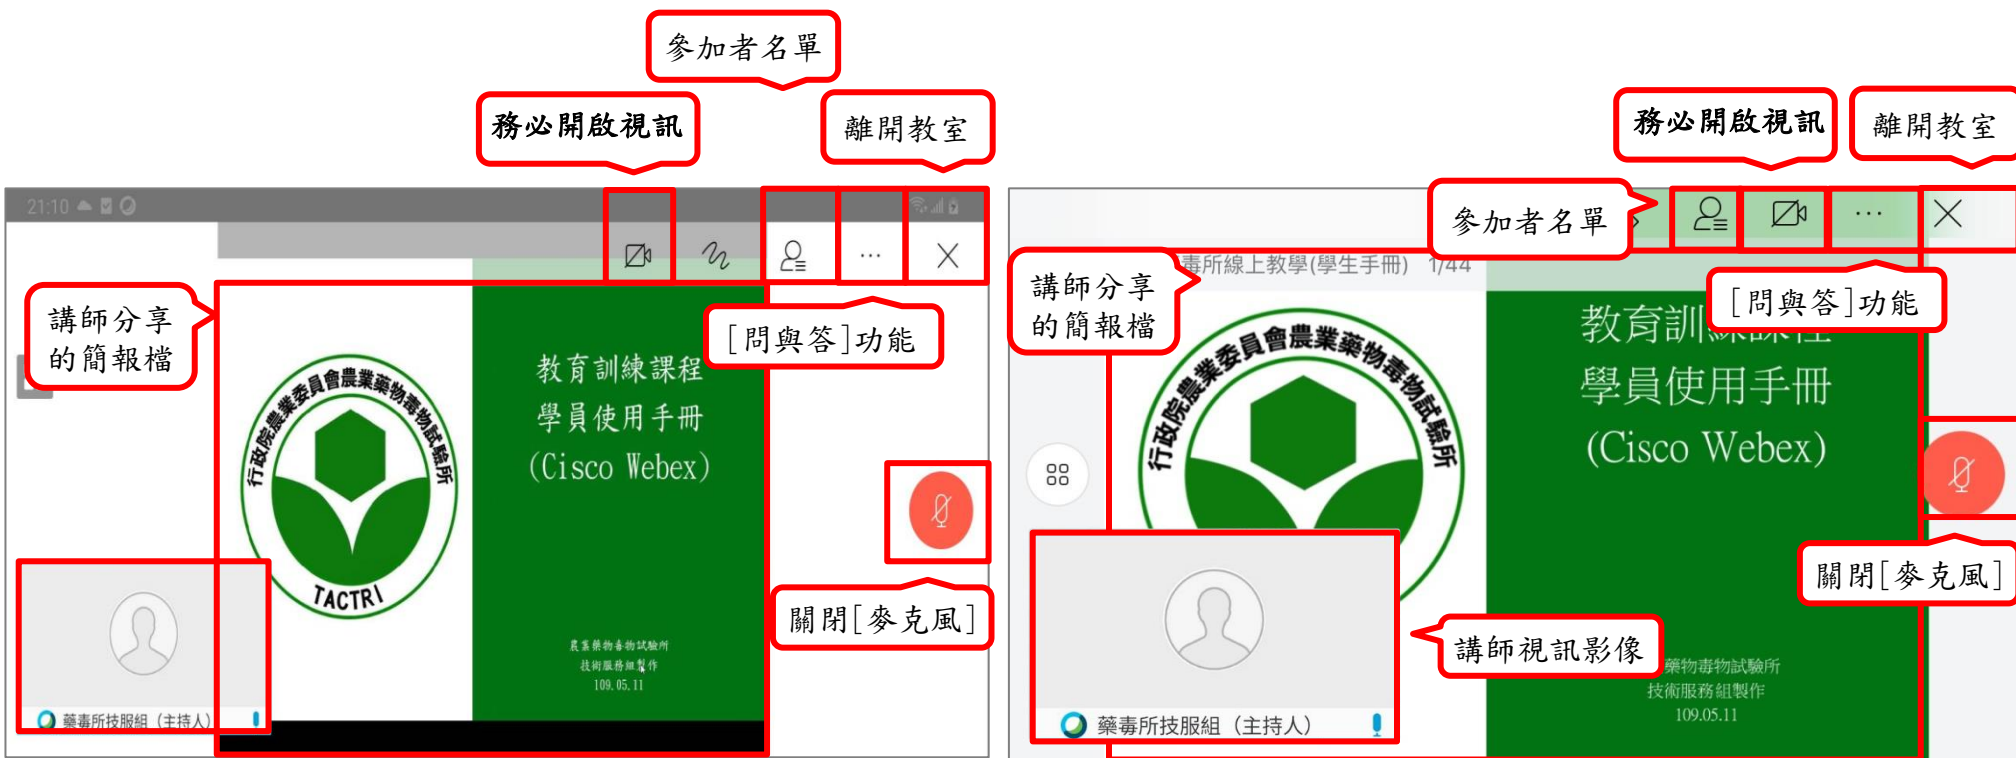 參加者名單
務必開啟視訊
離開教室
21:10
講師分享
的簡報檔
[問與答]功能
行政院農業委員會農業藥物毒物試驗所
TACTRI
教育訓練課程
學員使用手冊
(Cisco Webex)
農業藥物毒物試驗所
技術服務組製作
109.05.11
關閉[麥克風]
藥毒所技服組（主持人）
務必開啟視訊
離開教室
參加者名單
毒所線上教學(學生手冊) 1/44
講師分享
的簡報檔
[問與答]功能
行政院農業委員會農業藥物毒物試驗所
教育訓練課程
學員使用手冊
(Cisco Webex)
關閉[麥克風]
講師視訊影像
藥物毒物試驗所
技術服務組製作
109.05.11
藥毒所技服組（主持人）